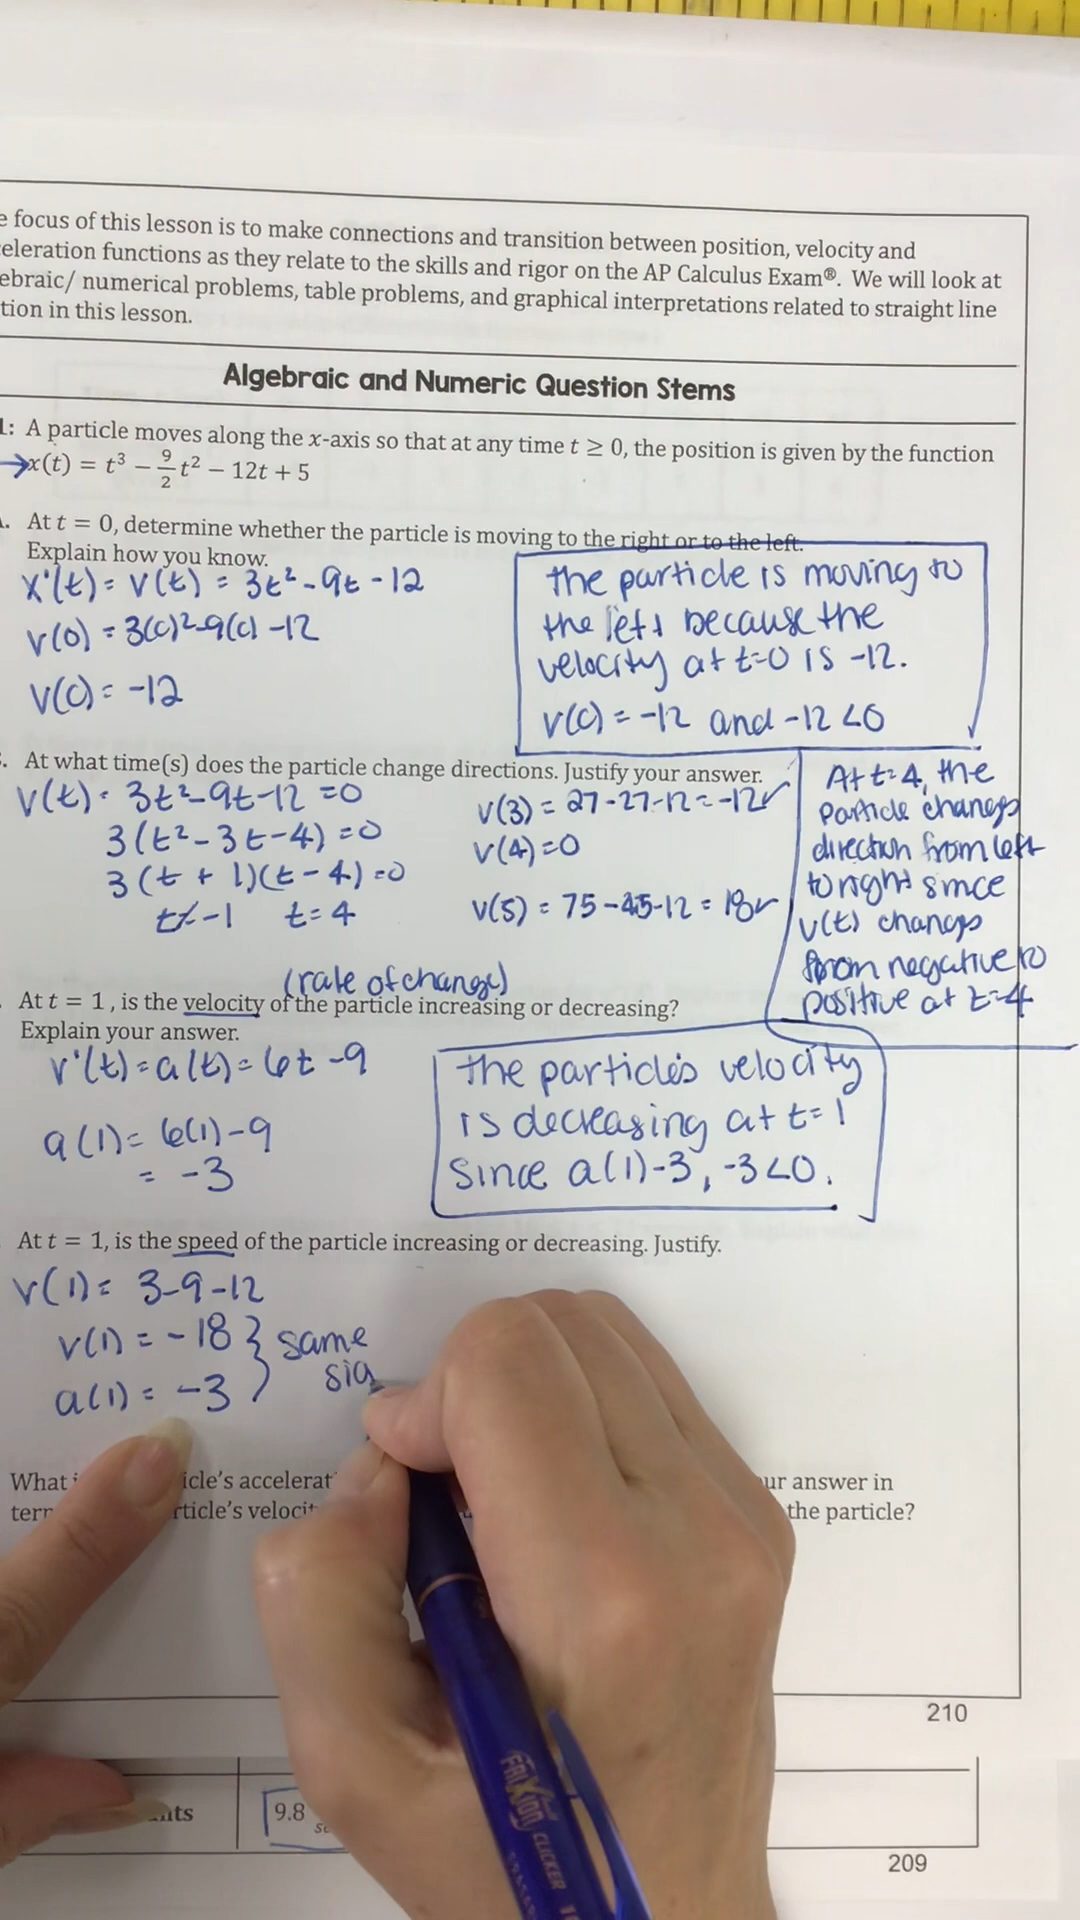 e focus of this lesson is to make connections and transition between position, velocity and
eleration functions as they relate to the skills and rigor on the AP Calculus Exam®. We will look at
ebraic/ numerical problems, table problems, and graphical interpretations related to straight line
tion in this lesson.
Algebraic and Numeric Question Stems
1: A particle moves along the x-axis so that at any time t ≥ 0, the position is given by the function
→x(t) = t³ − 9/2 t² − 12t + 5
. At t = 0, determine whether the particle is moving to the right or to the left.
Explain how you know.
x'(t) = v(t) = 3t² - 9t - 12
v(0) = 3(0)² - 9(0) - 12
v(0) = -12
the particle is moving to
the left because the
velocity at t=0 is -12.
v(0) = -12 and -12 < 0
. At what time(s) does the particle change directions. Justify your answer.
v(t) = 3t² - 9t - 12 = 0
3(t² - 3t - 4) = 0
3(t + 1)(t - 4) = 0
t≠-1 t=4
v(3) = 27-27-12 = -12✓
v(4) = 0
v(5) = 75-45-12 = 18✓
At t=4, the
particle changes
direction from left
to right since
v(t) changes
from negative to
positive at t=4
(rate of change)
. At t = 1, is the velocity of the particle increasing or decreasing?
Explain your answer.
v'(t) = a(t) = 6t - 9
a(1) = 6(1) - 9
= -3
the particle's velocity
is decreasing at t=1
since a(1)-3, -3<0.
At t = 1, is the speed of the particle increasing or decreasing. Justify.
v(1) = 3-9-12
v(1) = -18 } same
a(1) = -3 sig
What icle's accelerat ur answer in
ter rticle's velocit the particle?
210
nts 9.8
209
FRIXION CLICKER